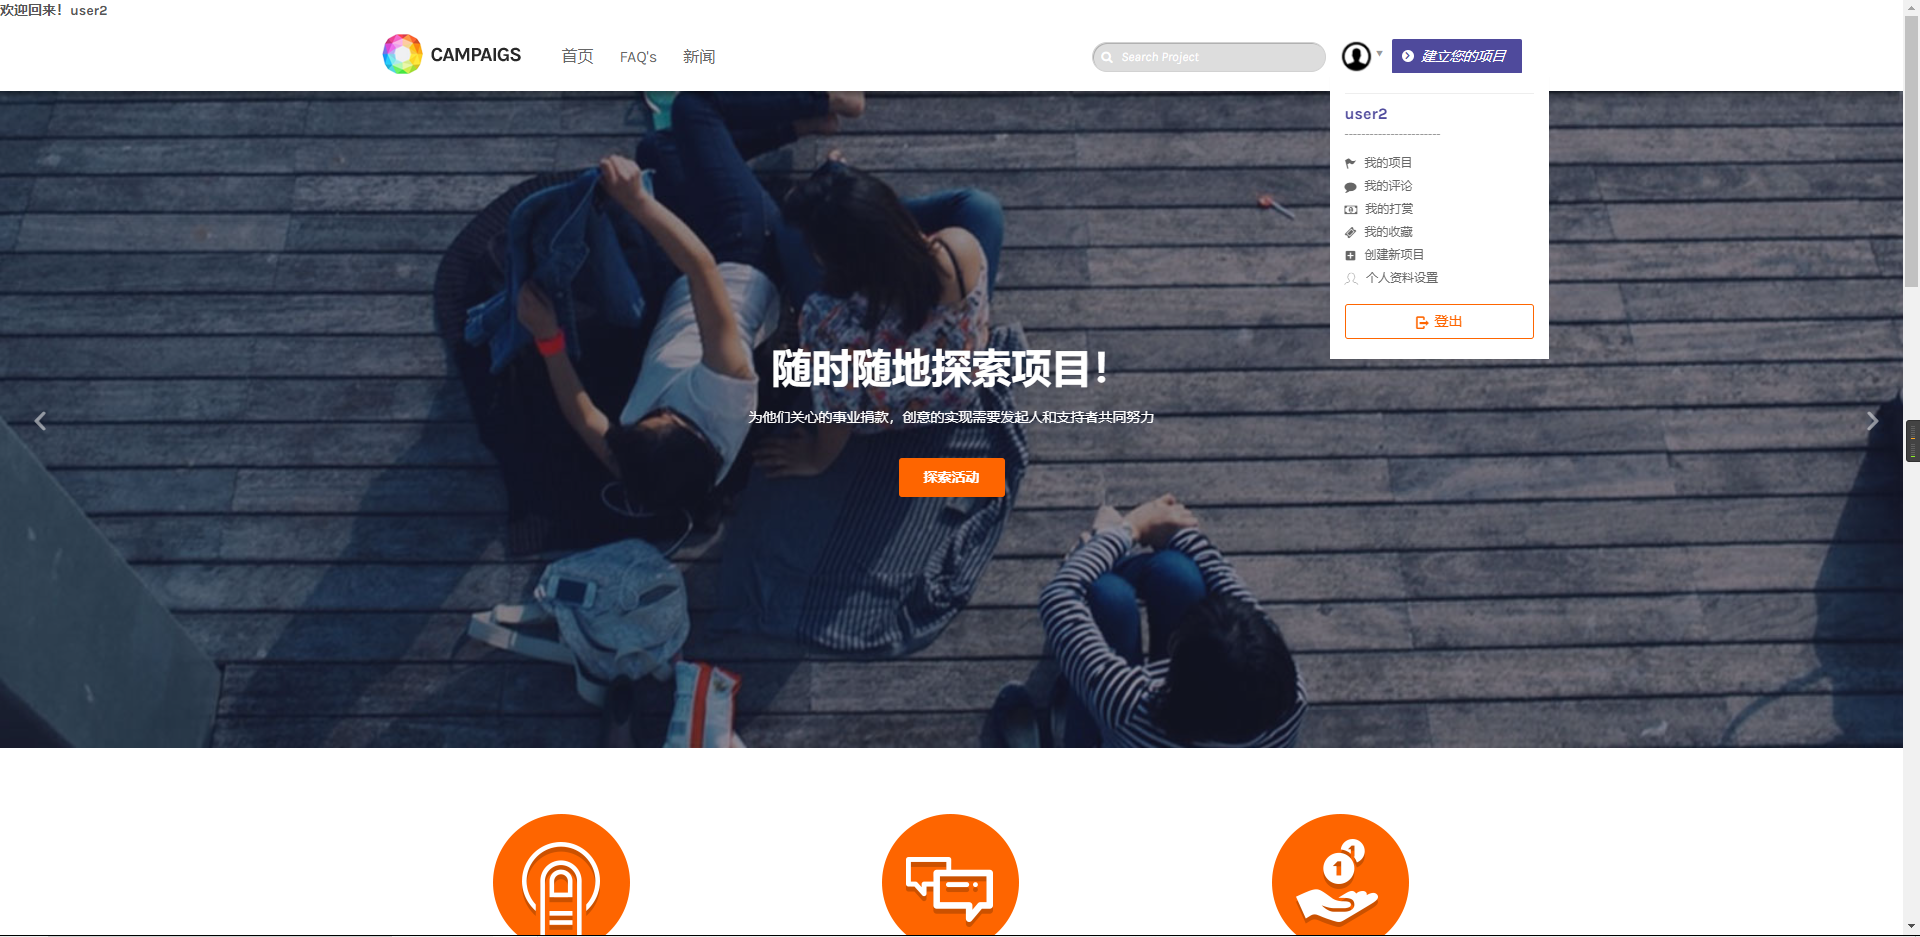 欢迎回来！user2
CAMPAIGS
首页
FAQ's
新闻
Search Project
建立您的项目
user2
------------------------
我的项目
我的评论
我的打赏
我的收藏
创建新项目
个人资料设置
登出
随时随地探索项目！
为他们关心的事业捐款，创意的实现需要发起人和支持者共同努力
探索活动
1
1